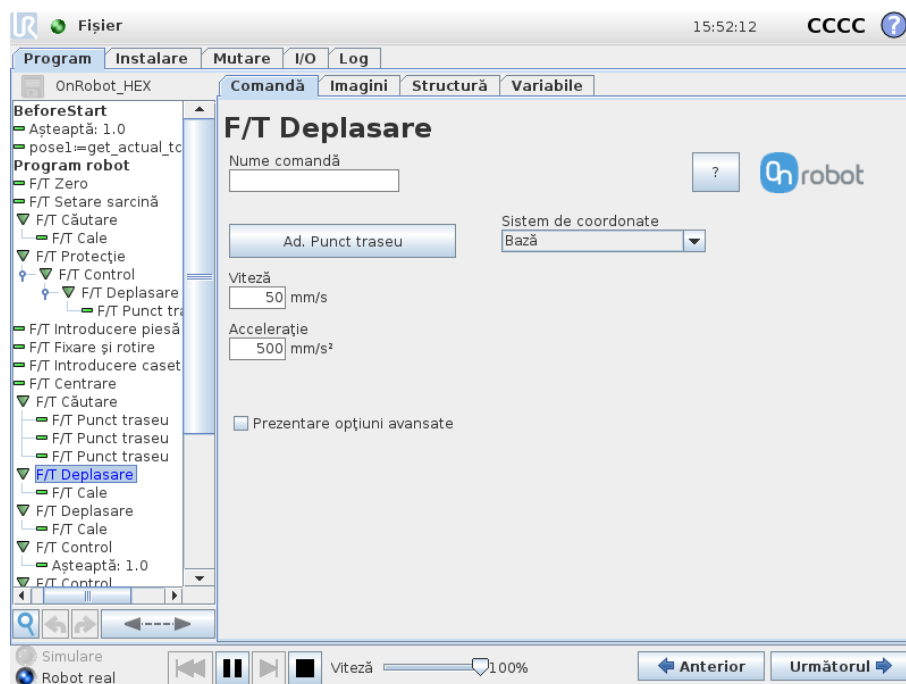 UR
Fișier
15:52:12
CCCC
?
Program
Instalare
Mutare
I/O
Log
OnRobot_HEX
Comandă
Imagini
Structură
Variabile
BeforeStart
Așteaptă: 1.0
pose1≔get_actual_tc
Program robot
F/T Zero
F/T Setare sarcină
F/T Căutare
F/T Cale
F/T Protecție
F/T Control
F/T Deplasare
F/T Punct tra
F/T Introducere piesă
F/T Fixare și rotire
F/T Introducere caset
F/T Centrare
F/T Căutare
F/T Punct traseu
F/T Punct traseu
F/T Punct traseu
F/T Deplasare
F/T Cale
F/T Deplasare
F/T Cale
F/T Control
Așteaptă: 1.0
F/T Control
F/T Deplasare
Nume comandă
?
On robot
Ad. Punct traseu
Sistem de coordonate
Bază
Viteză
50 mm/s
Accelerație
500 mm/s²
Prezentare opțiuni avansate
Simulare
Robot real
Viteză
100%
Anterior
Următorul